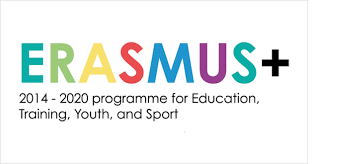 ERASMUS+
2014 - 2020 programme for Education,
Training, Youth, and Sport